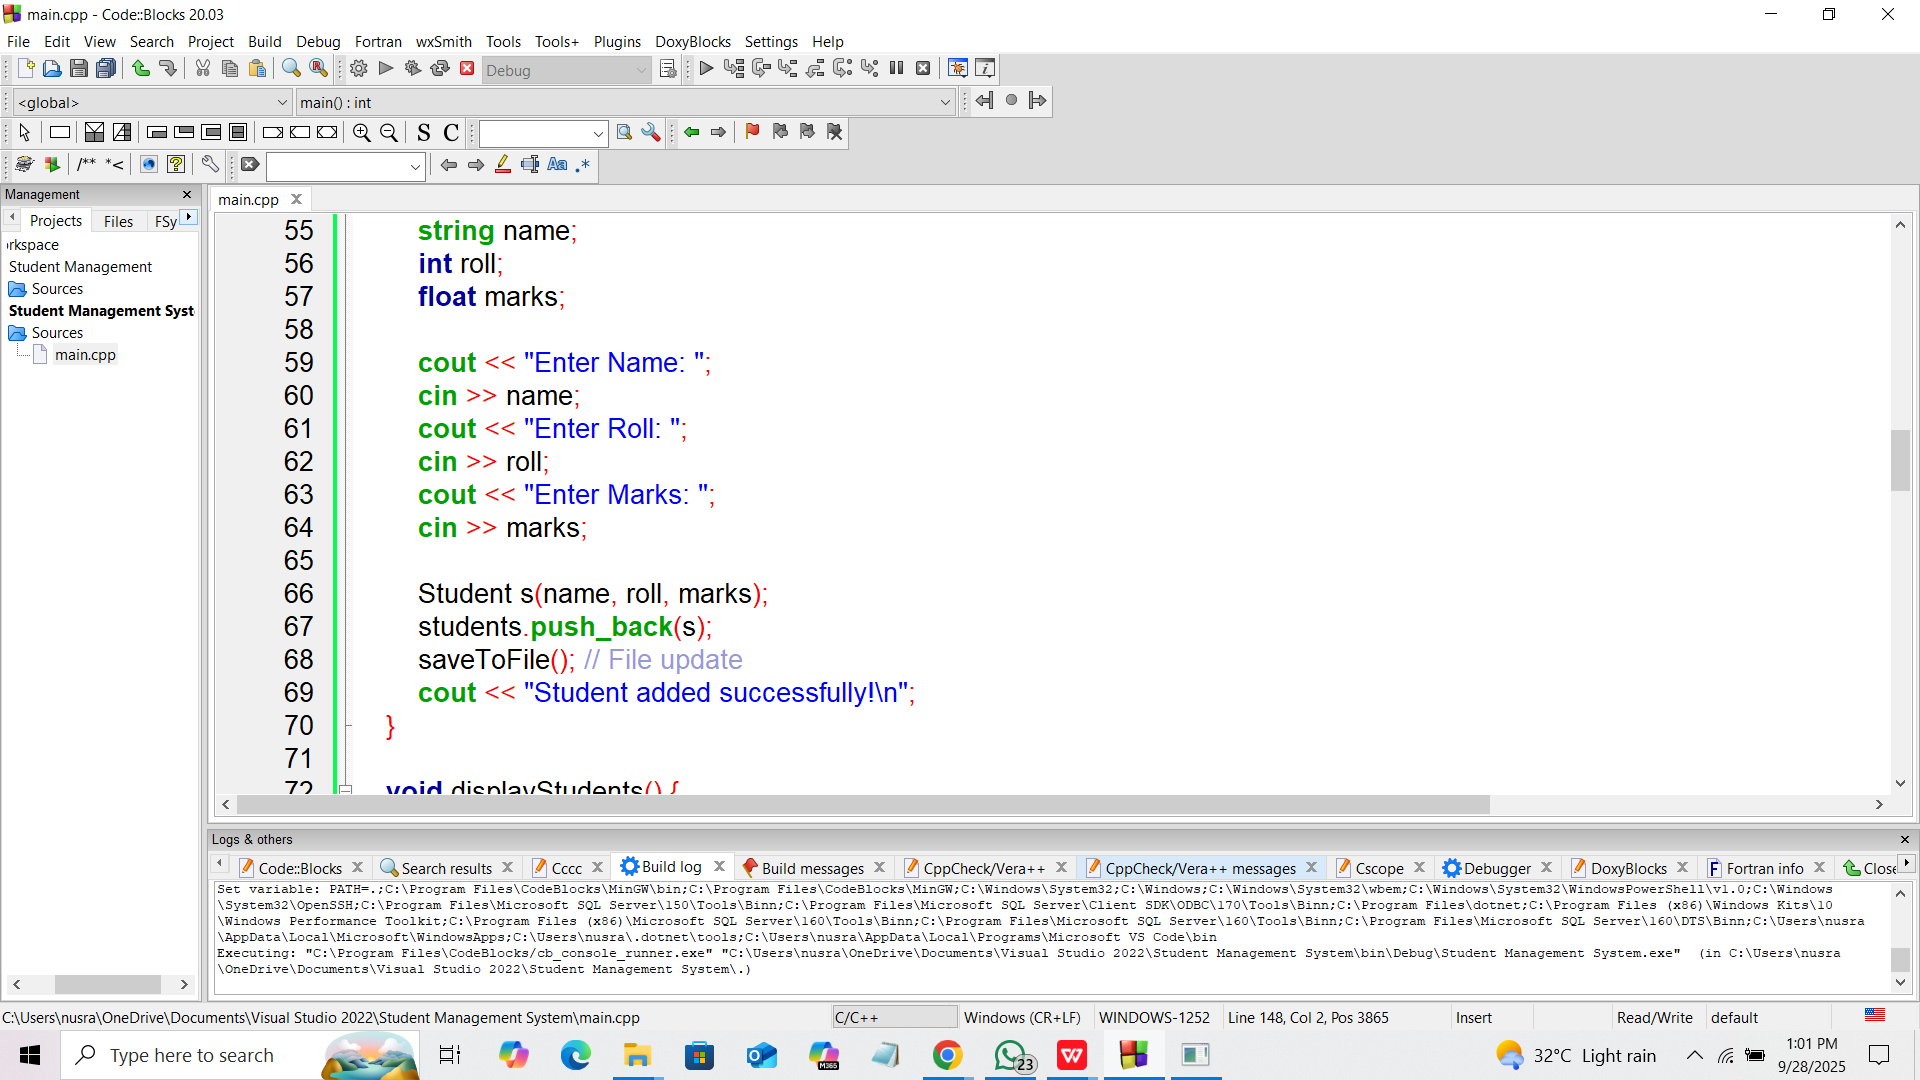 main.cpp - Code::Blocks 20.03
File Edit View Search Project Build Debug Fortran wxSmith Tools Tools+ Plugins DoxyBlocks Settings Help
Debug
<global> main() : int
S C
/** *<
Aa .*
Management
Projects Files FSy
rkspace
Student Management
Sources
Student Management Syst
Sources
main.cpp
main.cpp
55 string name;
56 int roll;
57 float marks;
58
59 cout << "Enter Name: ";
60 cin >> name;
61 cout << "Enter Roll: ";
62 cin >> roll;
63 cout << "Enter Marks: ";
64 cin >> marks;
65
66 Student s(name, roll, marks);
67 students.push_back(s);
68 saveToFile(); // File update
69 cout << "Student added successfully!\n";
70 }
71
72 void displayStudents() {
Logs & others
Code::Blocks Search results Cccc Build log Build messages CppCheck/Vera++ CppCheck/Vera++ messages Cscope Debugger DoxyBlocks Fortran info Close
Set variable: PATH=.;C:\Program Files\CodeBlocks\MinGW\bin;C:\Program Files\CodeBlocks\MinGW;C:\Windows\System32;C:\Windows;C:\Windows\System32\wbem;C:\Windows\System32\WindowsPowerShell\v1.0;C:\Windows
\System32\OpenSSH;C:\Program Files\Microsoft SQL Server\150\Tools\Binn;C:\Program Files\Microsoft SQL Server\Client SDK\ODBC\170\Tools\Binn;C:\Program Files\dotnet;C:\Program Files (x86)\Windows Kits\10
\Windows Performance Toolkit;C:\Program Files (x86)\Microsoft SQL Server\160\Tools\Binn;C:\Program Files\Microsoft SQL Server\160\Tools\Binn;C:\Program Files\Microsoft SQL Server\160\DTS\Binn;C:\Users\nusra
\AppData\Local\Microsoft\WindowsApps;C:\Users\nusra\.dotnet\tools;C:\Users\nusra\AppData\Local\Programs\Microsoft VS Code\bin
Executing: "C:\Program Files\CodeBlocks/cb_console_runner.exe" "C:\Users\nusra\OneDrive\Documents\Visual Studio 2022\Student Management System\bin\Debug\Student Management System.exe" (in C:\Users\nusra
\OneDrive\Documents\Visual Studio 2022\Student Management System\.)
C:\Users\nusra\OneDrive\Documents\Visual Studio 2022\Student Management System\main.cpp C/C++ Windows (CR+LF) WINDOWS-1252 Line 148, Col 2, Pos 3865 Insert Read/Write default
Type here to search M365 23 W 32°C Light rain 1:01 PM
9/28/2025